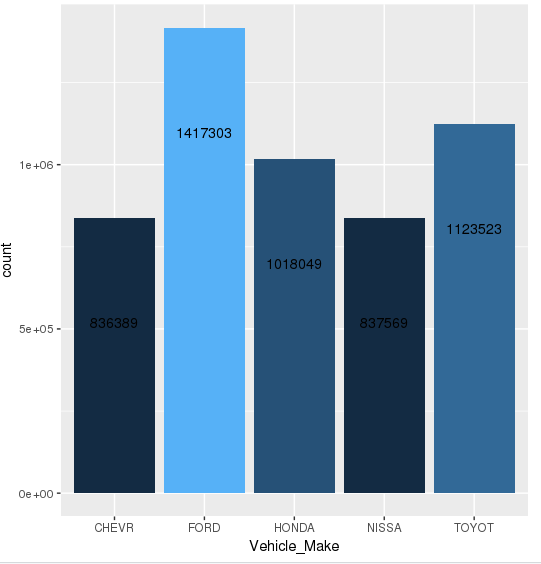 1417303
1e+06
1123523
1018049
count
836389
837569
5e+05
0e+00
CHEVR FORD HONDA NISSA TOYOT
Vehicle_Make